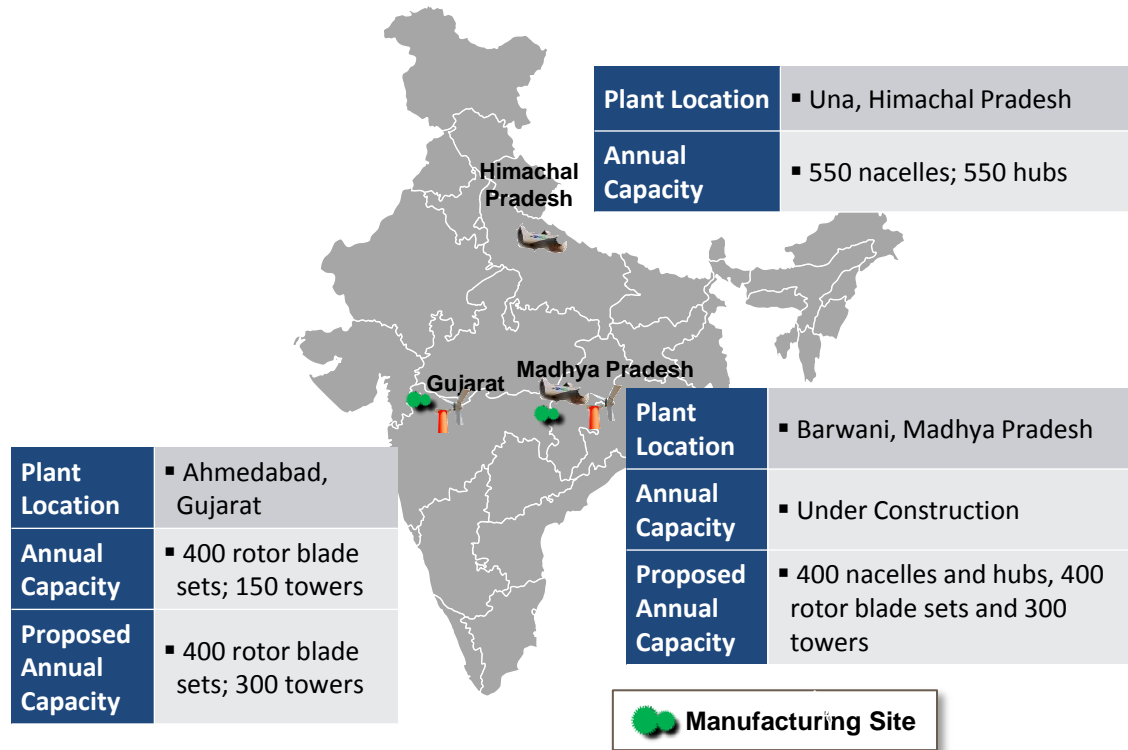 Plant Location
▪ Una, Himachal Pradesh
Annual
Capacity
▪ 550 nacelles; 550 hubs
Himachal
Pradesh
Gujarat
Madhya Pradesh
Plant
Location
▪ Barwani, Madhya Pradesh
Annual
Capacity
▪ Under Construction
Proposed
Annual
Capacity
▪ 400 nacelles and hubs, 400
rotor blade sets and 300
towers
Plant
Location
▪ Ahmedabad,
Gujarat
Annual
Capacity
▪ 400 rotor blade
sets; 150 towers
Proposed
Annual
Capacity
▪ 400 rotor blade
sets; 300 towers
Manufacturing Site